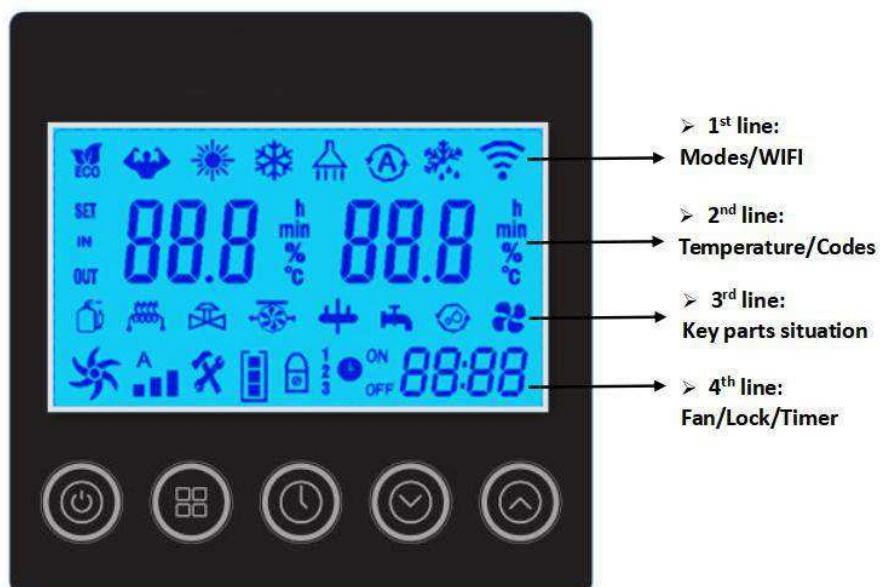 ECO A
SET 88.8 h min % °C 88.8 h min % °C
IN
OUT
A 1 2 3 ON OFF 88:88
➢ 1st line:
Modes/WIFI
➢ 2nd line:
Temperature/Codes
➢ 3rd line:
Key parts situation
➢ 4th line:
Fan/Lock/Timer